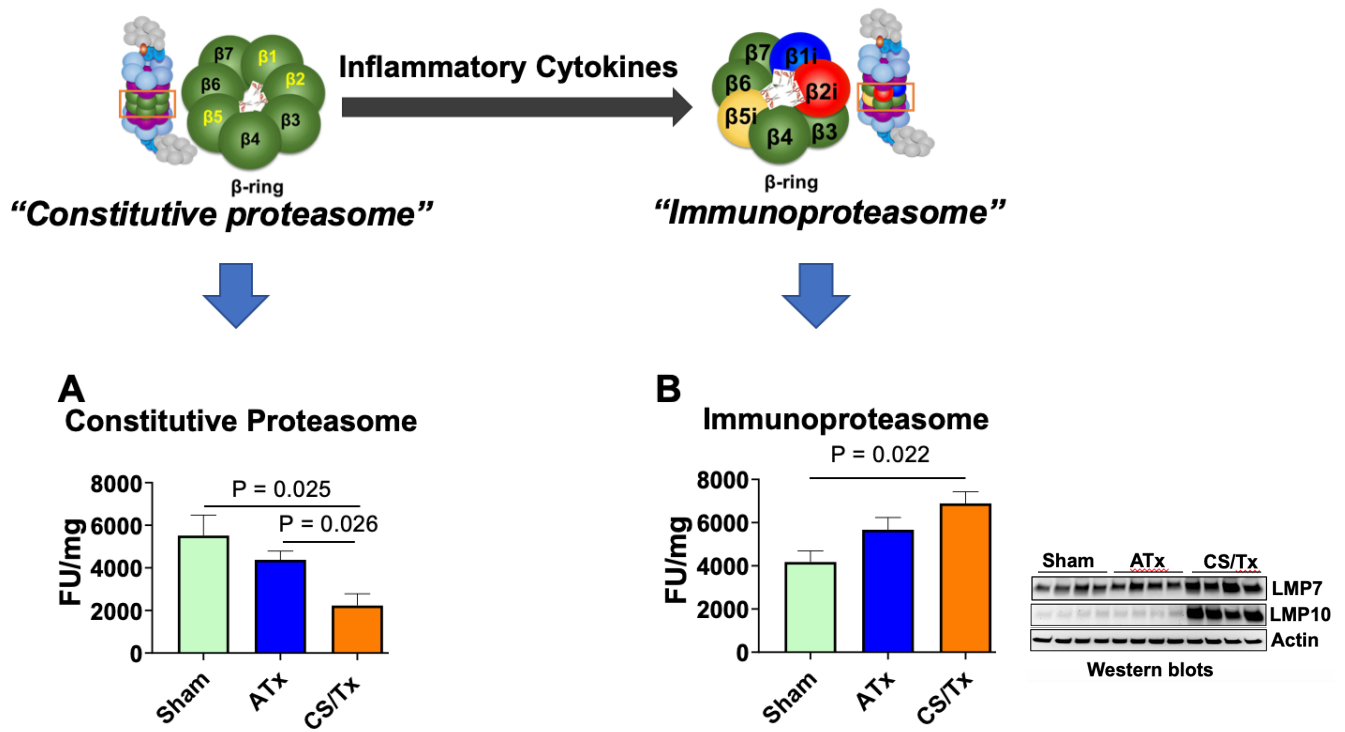 β7
β1
β6
β2
β5
β3
β4
β-ring
"Constitutive proteasome"
Inflammatory Cytokines
β7
β1i
β6
β2i
β5i
β3
β4
β-ring
"Immunoproteasome"
A
Constitutive Proteasome
P = 0.025
P = 0.026
FU/mg
8000
6000
4000
2000
0
Sham
ATx
CS/Tx
B
Immunoproteasome
P = 0.022
FU/mg
8000
6000
4000
2000
0
Sham
ATx
CS/Tx
Sham ATx CS/Tx
LMP7
LMP10
Actin
Western blots